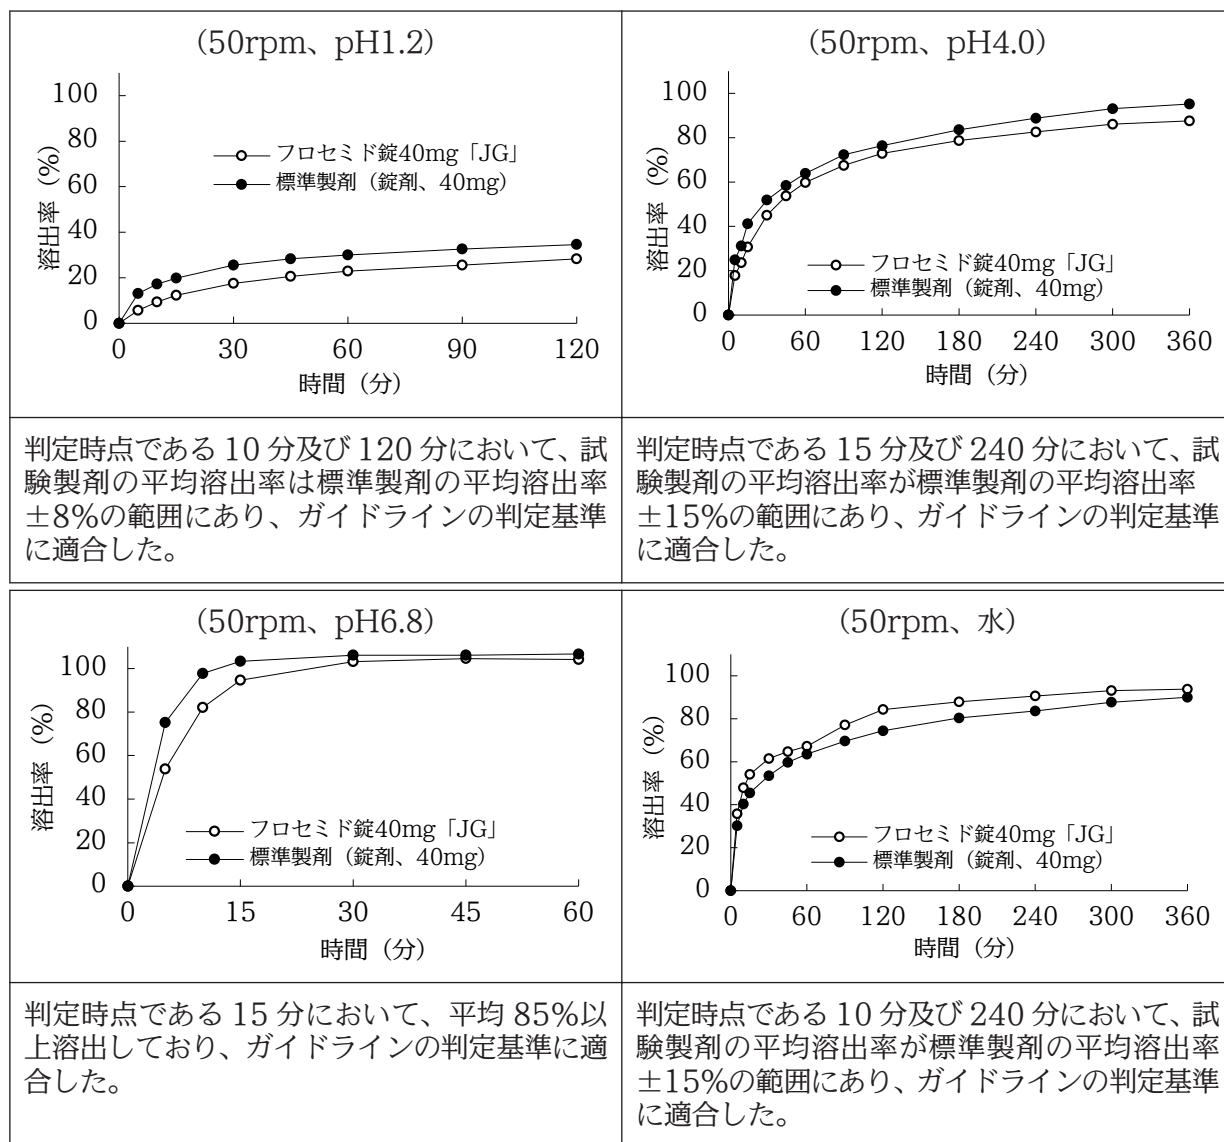 (50rpm、pH1.2)
100
80
60
40
20
0
溶出率 (%)
フロセミド錠40mg「JG」
標準製剤（錠剤、40mg）
0 30 60 90 120
時間（分）
(50rpm、pH4.0)
100
80
60
40
20
0
溶出率 (%)
フロセミド錠40mg「JG」
標準製剤（錠剤、40mg）
0 60 120 180 240 300 360
時間（分）
判定時点である 10 分及び 120 分において、試
験製剤の平均溶出率は標準製剤の平均溶出率
±8%の範囲にあり、ガイドラインの判定基準
に適合した。
判定時点である 15 分及び 240 分において、試
験製剤の平均溶出率が標準製剤の平均溶出率
±15%の範囲にあり、ガイドラインの判定基準
に適合した。
(50rpm、pH6.8)
100
80
60
40
20
0
溶出率 (%)
フロセミド錠40mg「JG」
標準製剤（錠剤、40mg）
0 15 30 45 60
時間（分）
(50rpm、水)
100
80
60
40
20
0
溶出率 (%)
フロセミド錠40mg「JG」
標準製剤（錠剤、40mg）
0 60 120 180 240 300 360
時間（分）
判定時点である 15 分において、平均 85%以
上溶出しており、ガイドラインの判定基準に適
合した。
判定時点である 10 分及び 240 分において、試
験製剤の平均溶出率が標準製剤の平均溶出率
±15%の範囲にあり、ガイドラインの判定基準
に適合した。